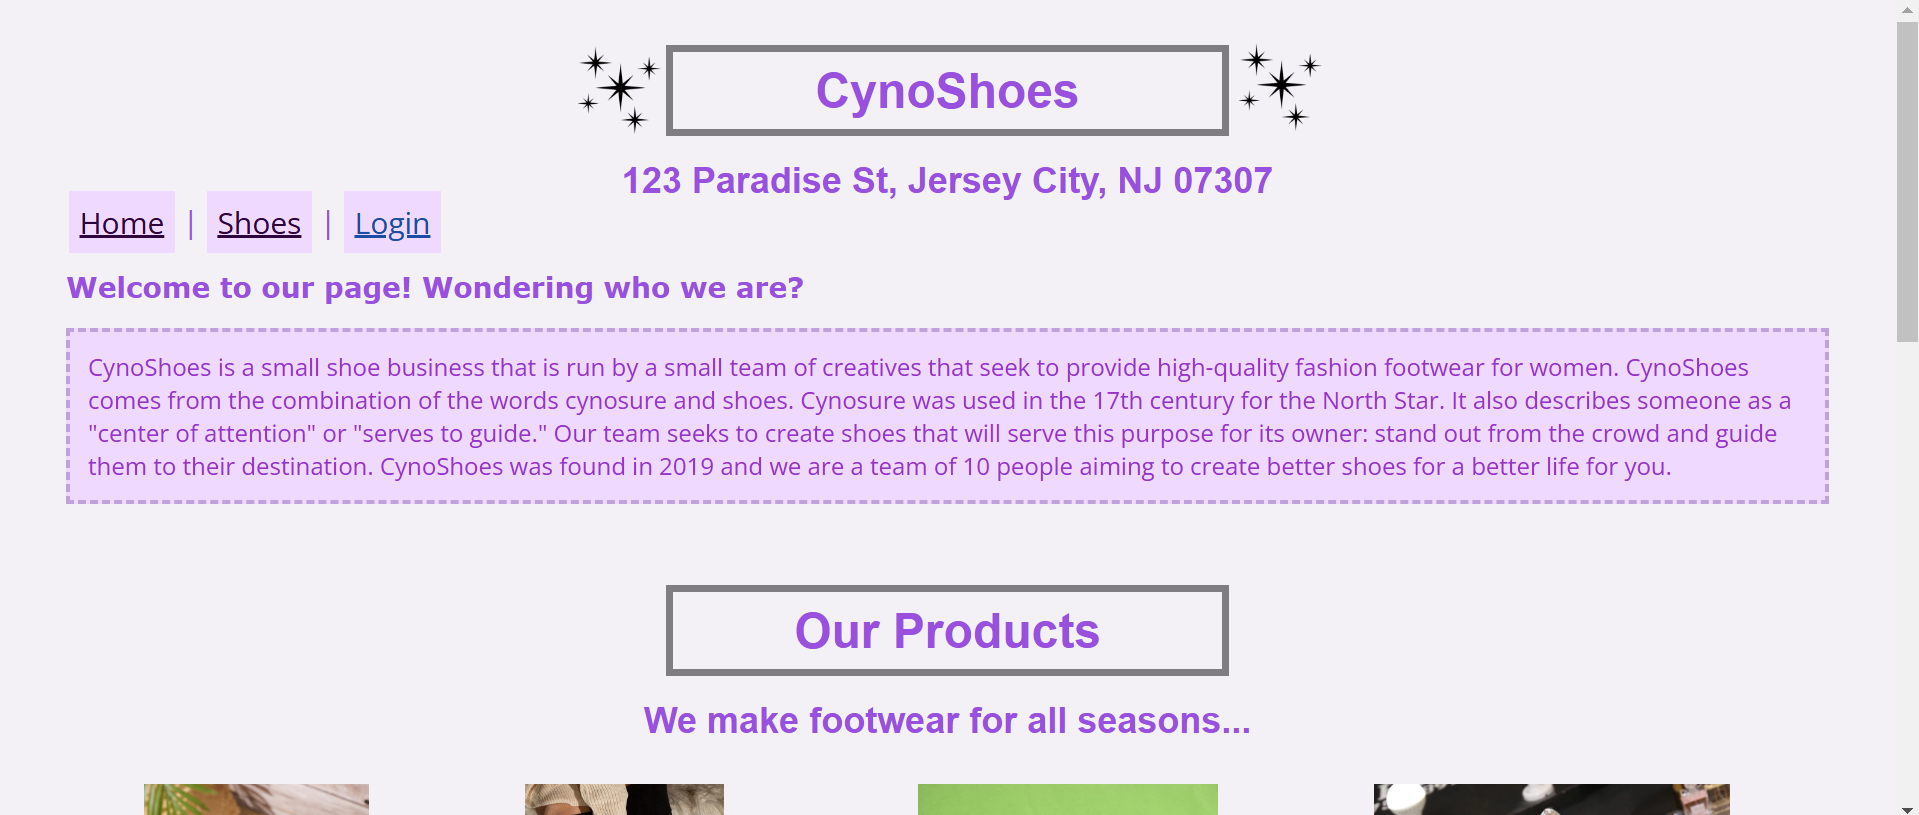 CynoShoes
123 Paradise St, Jersey City, NJ 07307
Home | Shoes | Login
Welcome to our page! Wondering who we are?
CynoShoes is a small shoe business that is run by a small team of creatives that seek to provide high-quality fashion footwear for women. CynoShoes
comes from the combination of the words cynosure and shoes. Cynosure was used in the 17th century for the North Star. It also describes someone as a
"center of attention" or "serves to guide." Our team seeks to create shoes that will serve this purpose for its owner: stand out from the crowd and guide
them to their destination. CynoShoes was found in 2019 and we are a team of 10 people aiming to create better shoes for a better life for you.
Our Products
We make footwear for all seasons...